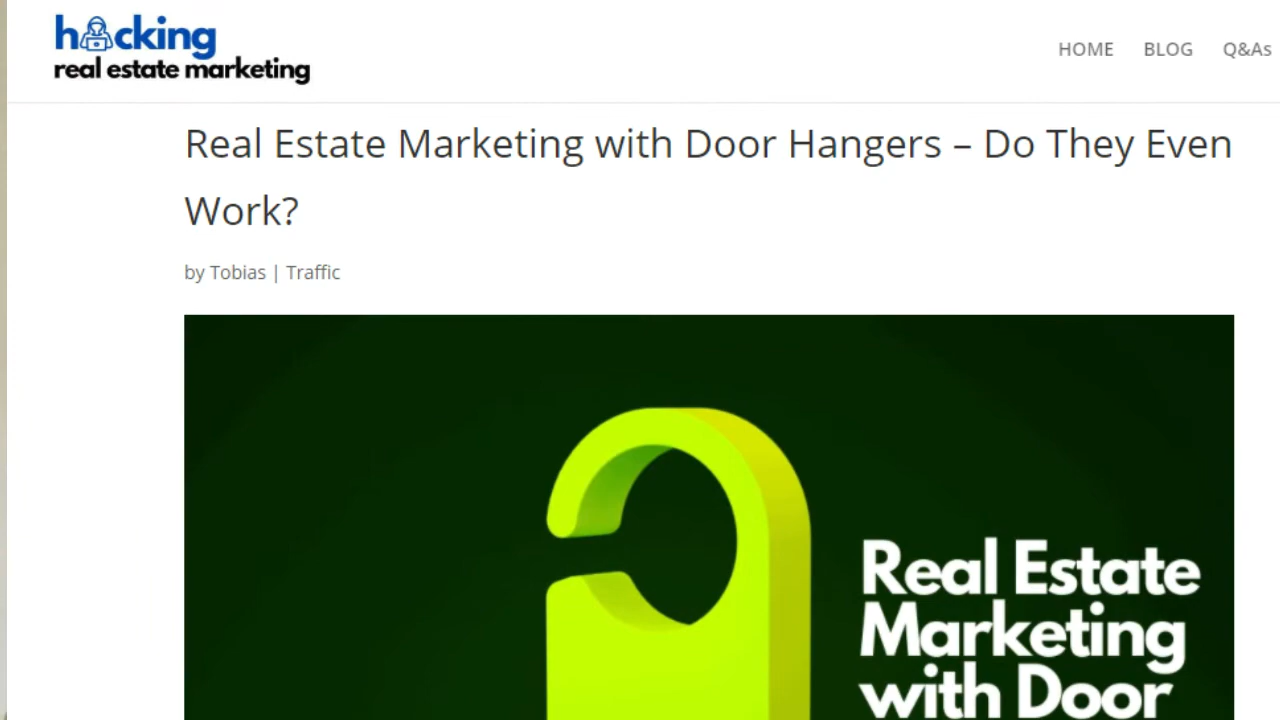 hacking
real estate marketing
HOME BLOG Q&As
Real Estate Marketing with Door Hangers – Do They Even
Work?
by Tobias | Traffic
Real Estate
Marketing
with Door